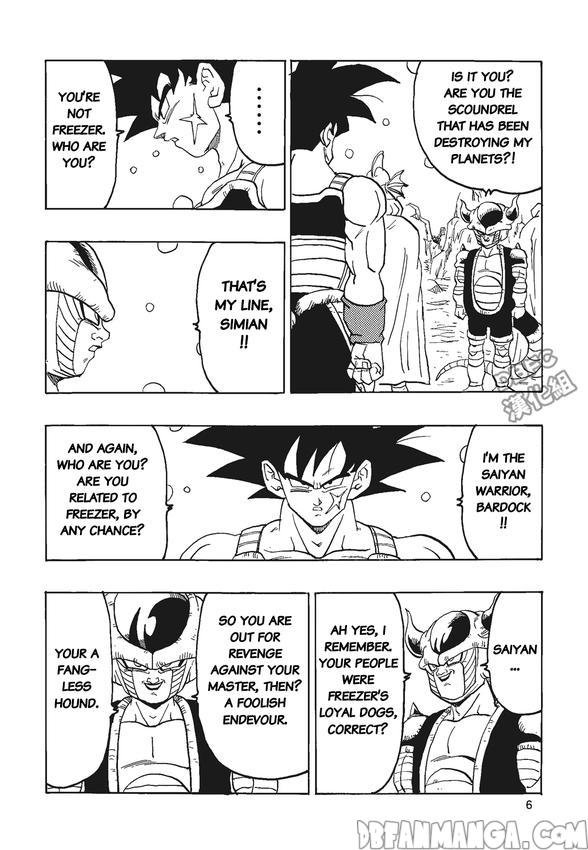 IS IT YOU?
ARE YOU THE
SCOUNDREL
THAT HAS BEEN
DESTROYING MY
PLANETS?!
....
YOU'RE
NOT
FREEZER.
WHO ARE
YOU?
THAT'S
MY LINE,
SIMIAN
!!
I'M THE
SAIYAN
WARRIOR,
BARDOCK
!!
AND AGAIN,
WHO ARE YOU?
ARE YOU
RELATED TO
FREEZER, BY
ANY CHANCE?
SAIYAN
...
AH YES, I
REMEMBER.
YOUR PEOPLE
WERE
FREEZER'S
LOYAL DOGS,
CORRECT?
SO YOU ARE
OUT FOR
REVENGE
AGAINST YOUR
MASTER, THEN?
A FOOLISH
ENDEVOUR.
YOUR A
FANG-
LESS
HOUND.
漢化組
6
DBFANMANGA.COM